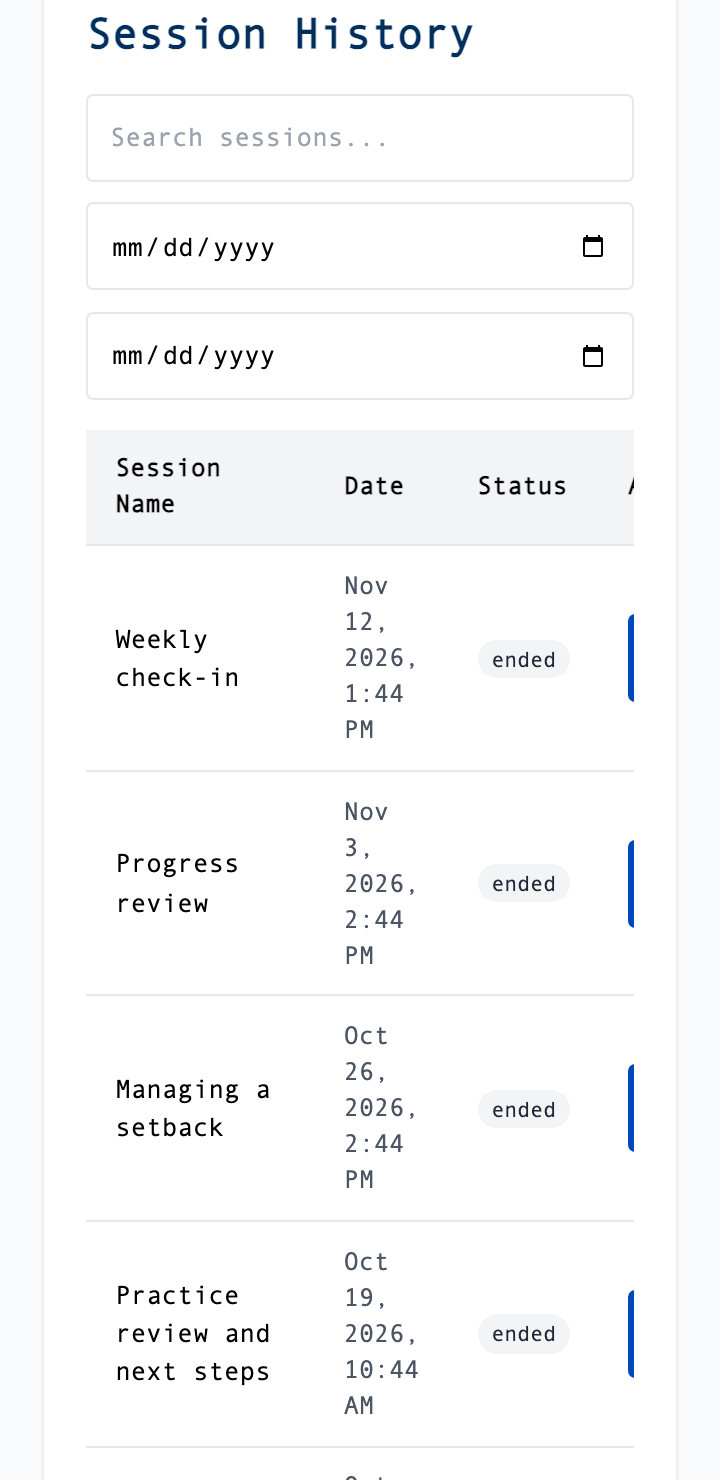 Session History
Search sessions...
mm/dd/yyyy
mm/dd/yyyy
Session
Name
Date
Status
Weekly
check-in
Nov
12,
2026,
1:44
PM
ended
Progress
review
Nov
3,
2026,
2:44
PM
ended
Managing a
setback
Oct
26,
2026,
2:44
PM
ended
Practice
review and
next steps
Oct
19,
2026,
10:44
AM
ended